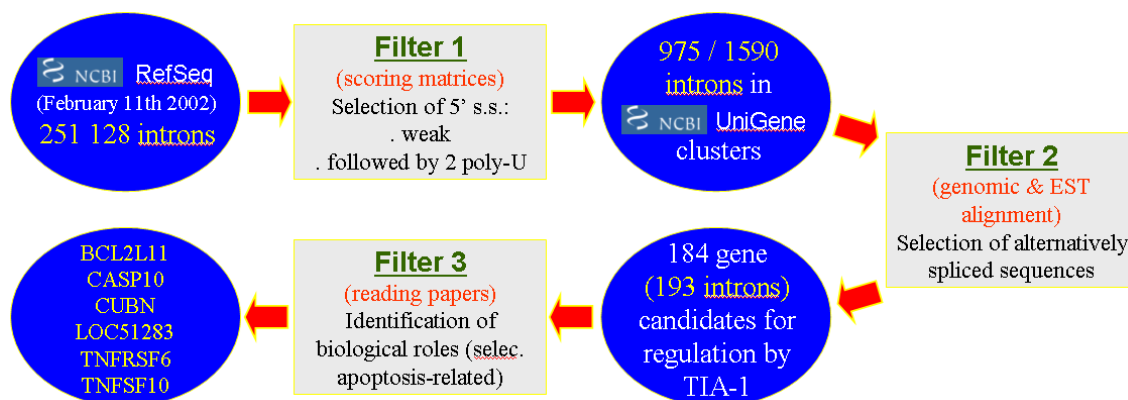 NCBI RefSeq
(February 11th 2002)
251 128 introns
Filter 1
(scoring matrices)
Selection of 5’ s.s.:
. weak
. followed by 2 poly-U
975 / 1590
introns in
NCBI UniGene
clusters
Filter 2
(genomic & EST
alignment)
Selection of alternatively
spliced sequences
184 gene
(193 introns)
candidates for
regulation by
TIA-1
Filter 3
(reading papers)
Identification of
biological roles (selec.
apoptosis-related)
BCL2L11
CASP10
CUBN
LOC51283
TNFRSF6
TNFSF10